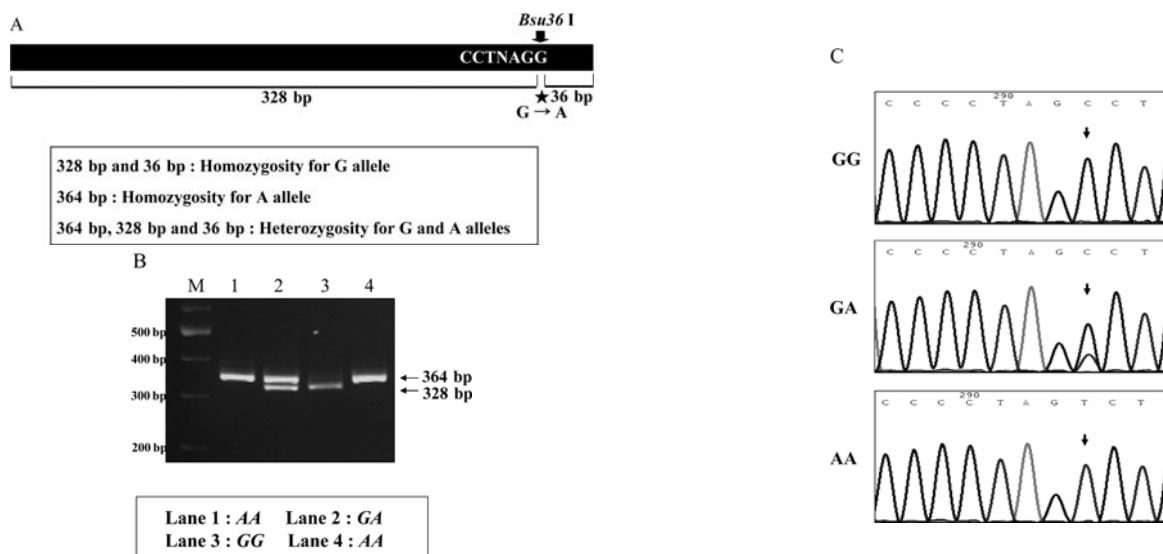 A
Bsu36 I
CCTNAGG
328 bp
★36 bp
G → A
328 bp and 36 bp : Homozygosity for G allele
364 bp : Homozygosity for A allele
364 bp, 328 bp and 36 bp : Heterozygosity for G and A alleles
B
M 1 2 3 4
500 bp
400 bp
300 bp
200 bp
364 bp
328 bp
Lane 1 : AA Lane 2 : GA
Lane 3 : GG Lane 4 : AA
C
290
C C C C T A G C C T
GG
290
C C C C T A G C C T
GA
290
C C C C T A G T C T
AA